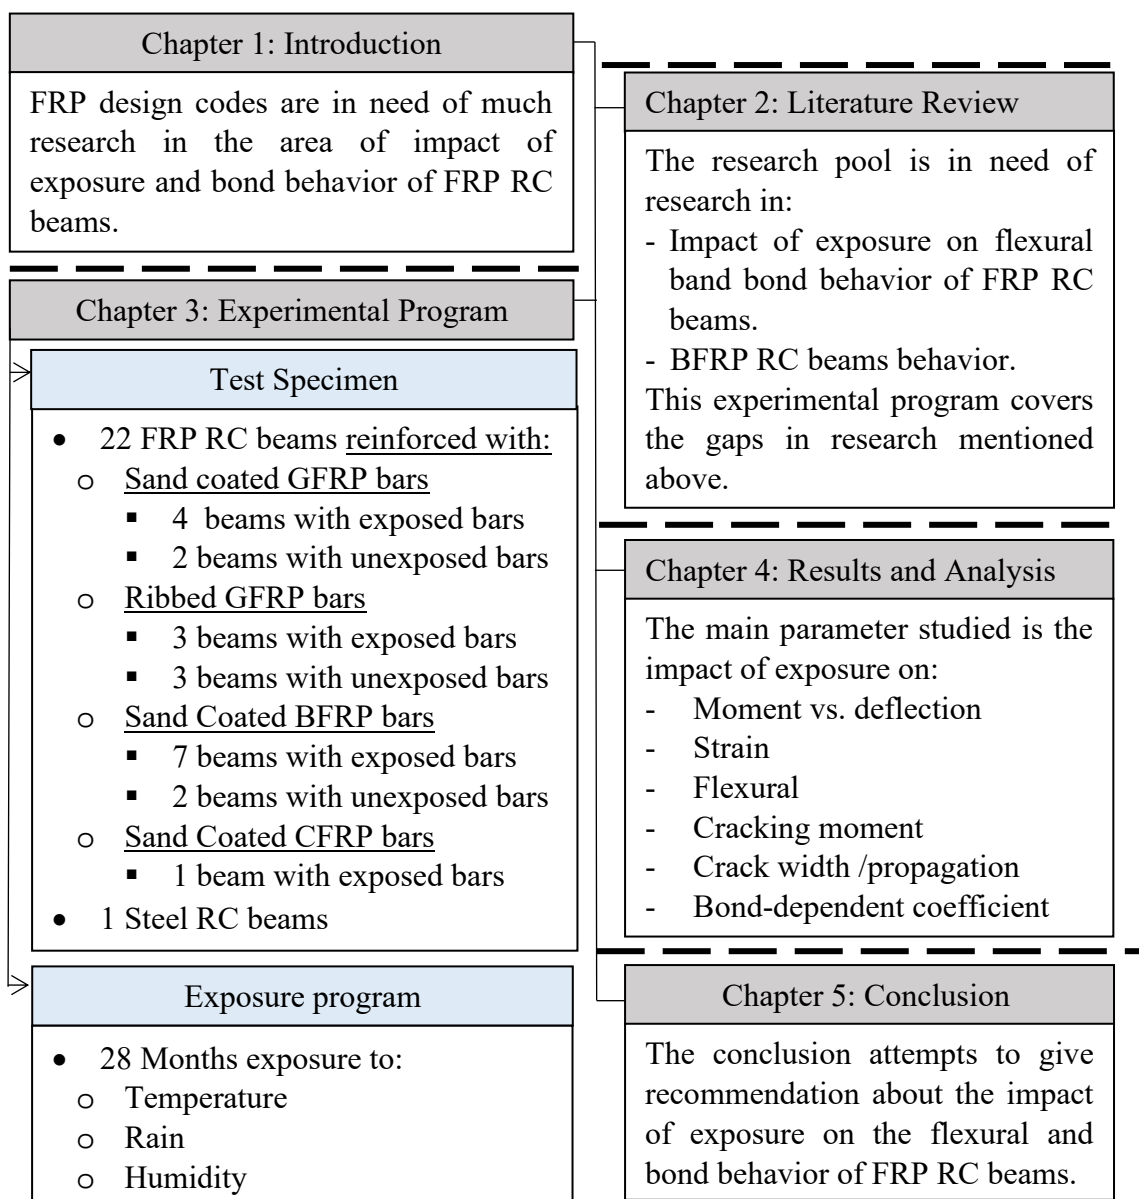 Chapter 1: Introduction
FRP design codes are in need of much
research in the area of impact of
exposure and bond behavior of FRP RC
beams.
Chapter 2: Literature Review
The research pool is in need of
research in:
- Impact of exposure on flexural
band bond behavior of FRP RC
beams.
- BFRP RC beams behavior.
This experimental program covers
the gaps in research mentioned
above.
Chapter 3: Experimental Program
Test Specimen
• 22 FRP RC beams reinforced with:
o Sand coated GFRP bars
▪ 4 beams with exposed bars
▪ 2 beams with unexposed bars
o Ribbed GFRP bars
▪ 3 beams with exposed bars
▪ 3 beams with unexposed bars
o Sand Coated BFRP bars
▪ 7 beams with exposed bars
▪ 2 beams with unexposed bars
o Sand Coated CFRP bars
▪ 1 beam with exposed bars
• 1 Steel RC beams
Exposure program
• 28 Months exposure to:
o Temperature
o Rain
o Humidity
Chapter 4: Results and Analysis
The main parameter studied is the
impact of exposure on:
- Moment vs. deflection
- Strain
- Flexural
- Cracking moment
- Crack width /propagation
- Bond-dependent coefficient
Chapter 5: Conclusion
The conclusion attempts to give
recommendation about the impact
of exposure on the flexural and
bond behavior of FRP RC beams.